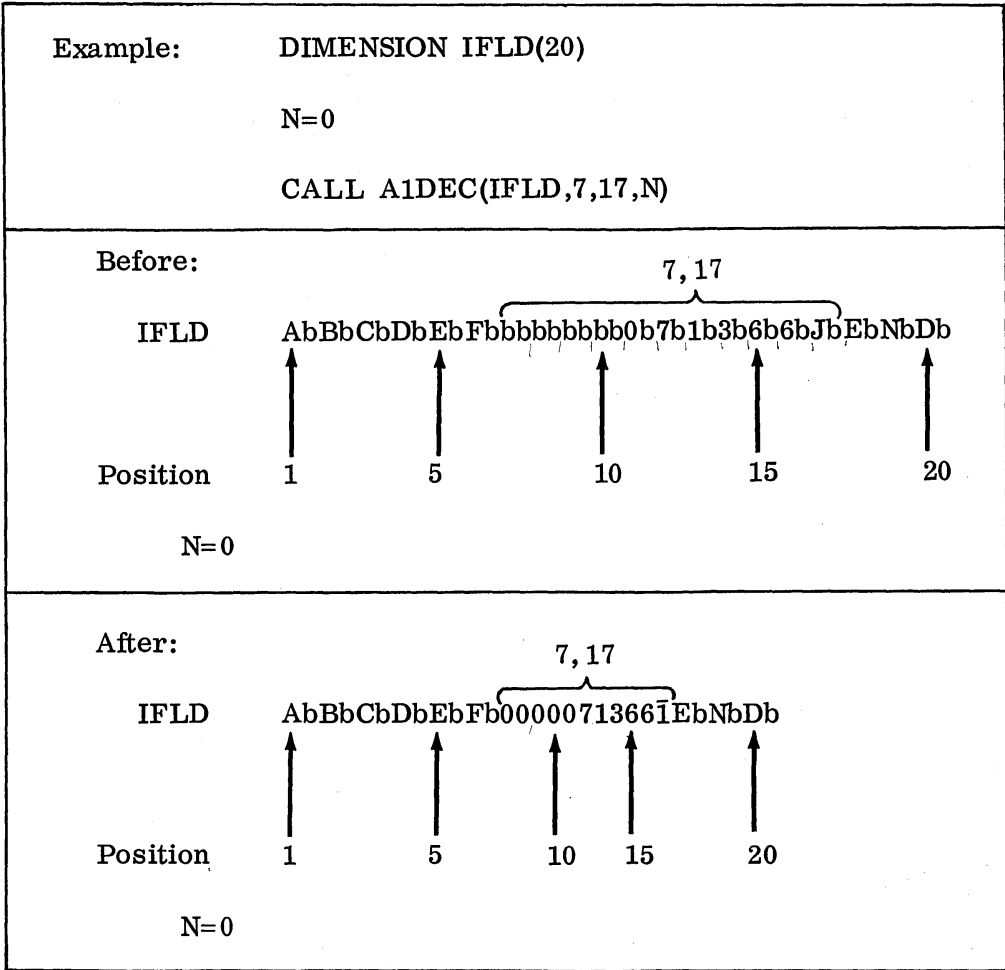 Example: DIMENSION IFLD(20)
N=0
CALL A1DEC(IFLD,7,17,N)
Before:
7, 17
IFLD AbBbCbDbEbFbbbbbbbbb0b7b1b3b6b6bJbEbNbDb
Position 1 5 10 15 20
N=0
After:
7, 17
IFLD AbBbCbDbEbFb00000713661̄EbNbDb
Position 1 5 10 15 20
N=0